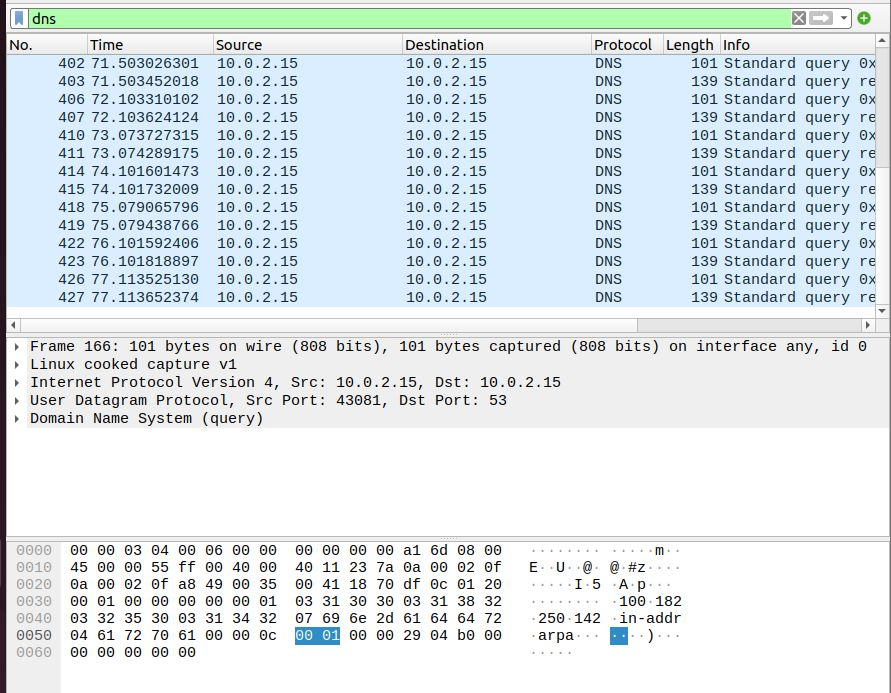 dns
No. Time Source Destination Protocol Length Info
402 71.503026301 10.0.2.15 10.0.2.15 DNS 101 Standard query 0x
403 71.503452018 10.0.2.15 10.0.2.15 DNS 139 Standard query re
406 72.103310102 10.0.2.15 10.0.2.15 DNS 101 Standard query 0x
407 72.103624124 10.0.2.15 10.0.2.15 DNS 139 Standard query re
410 73.073727315 10.0.2.15 10.0.2.15 DNS 101 Standard query 0x
411 73.074289175 10.0.2.15 10.0.2.15 DNS 139 Standard query re
414 74.101601473 10.0.2.15 10.0.2.15 DNS 101 Standard query 0x
415 74.101732009 10.0.2.15 10.0.2.15 DNS 139 Standard query re
418 75.079065796 10.0.2.15 10.0.2.15 DNS 101 Standard query 0x
419 75.079438766 10.0.2.15 10.0.2.15 DNS 139 Standard query re
422 76.101592406 10.0.2.15 10.0.2.15 DNS 101 Standard query 0x
423 76.101818897 10.0.2.15 10.0.2.15 DNS 139 Standard query re
426 77.113525130 10.0.2.15 10.0.2.15 DNS 101 Standard query 0x
427 77.113652374 10.0.2.15 10.0.2.15 DNS 139 Standard query re
Frame 166: 101 bytes on wire (808 bits), 101 bytes captured (808 bits) on interface any, id 0
Linux cooked capture v1
Internet Protocol Version 4, Src: 10.0.2.15, Dst: 10.0.2.15
User Datagram Protocol, Src Port: 43081, Dst Port: 53
Domain Name System (query)
0000 00 00 03 04 00 06 00 00 00 00 00 00 a1 6d 08 00 ········ ·····m··
0010 45 00 00 55 ff 00 40 00 40 11 23 7a 0a 00 02 0f E··U··@· @·#z····
0020 0a 00 02 0f a8 49 00 35 00 41 18 70 df 0c 01 20 ·····I·5 ·A·p···
0030 00 01 00 00 00 00 00 01 03 31 30 30 03 31 38 32 ········ ·100·182
0040 03 32 35 30 03 31 34 32 07 69 6e 2d 61 64 64 72 ·250·142 ·in-addr
0050 04 61 72 70 61 00 00 0c 00 01 00 00 29 04 b0 00 ·arpa··· ····)···
0060 00 00 00 00 00 ·····